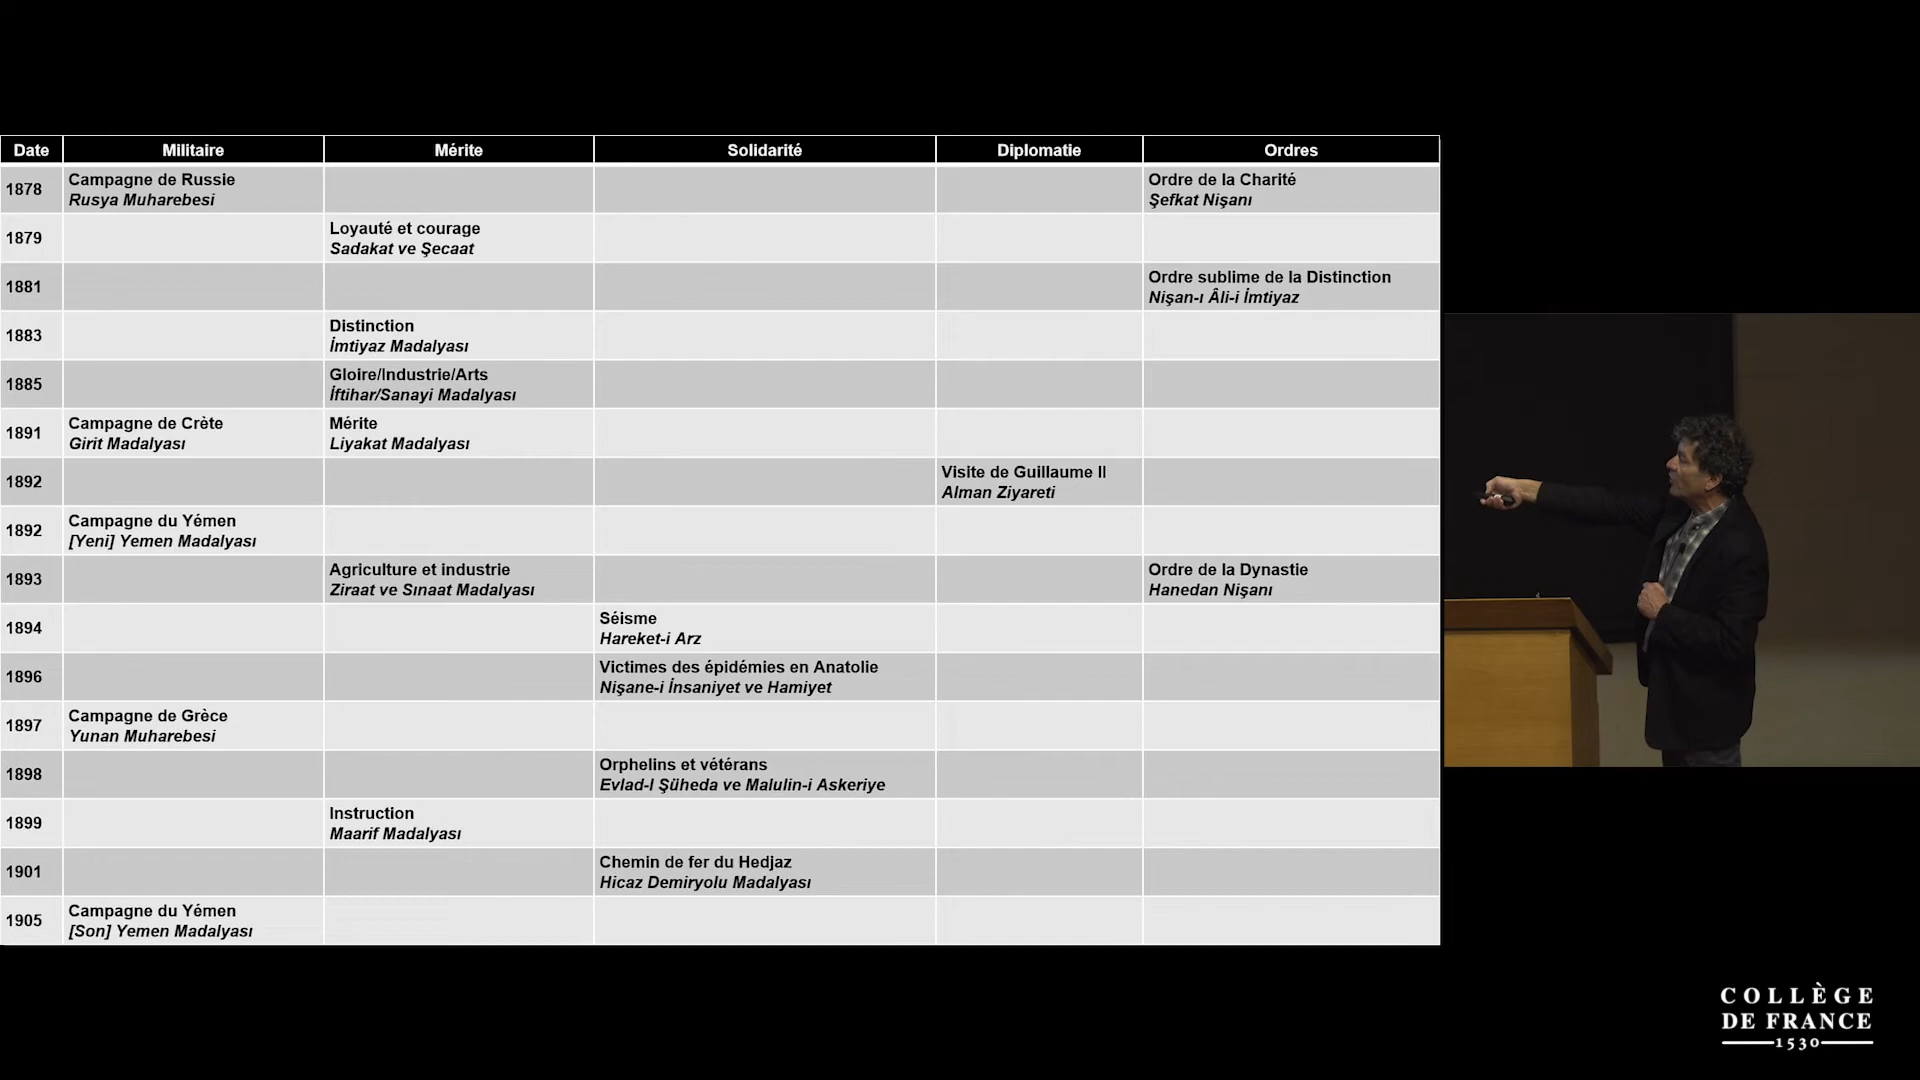 Date Militaire Mérite Solidarité Diplomatie Ordres
1878 Campagne de Russie Ordre de la Charité
Rusya Muharebesi Şefkat Nişanı
1879 Loyauté et courage
Sadakat ve Şecaat
1881 Ordre sublime de la Distinction
Nişan-ı Âli-i İmtiyaz
1883 Distinction
İmtiyaz Madalyası
1885 Gloire/Industrie/Arts
İftihar/Sanayi Madalyası
1891 Campagne de Crète Mérite
Girit Madalyası Liyakat Madalyası
1892 Visite de Guillaume II
Alman Ziyareti
1892 Campagne du Yémen
[Yeni] Yemen Madalyası
1893 Agriculture et industrie Ordre de la Dynastie
Ziraat ve Sınaat Madalyası Hanedan Nişanı
1894 Séisme
Hareket-i Arz
1896 Victimes des épidémies en Anatolie
Nişane-i İnsaniyet ve Hamiyet
1897 Campagne de Grèce
Yunan Muharebesi
1898 Orphelins et vétérans
Evlad-I Şüheda ve Malulin-i Askeriye
1899 Instruction
Maarif Madalyası
1901 Chemin de fer du Hedjaz
Hicaz Demiryolu Madalyası
1905 Campagne du Yémen
[Son] Yemen Madalyası
COLLÈGE
DE FRANCE
1530